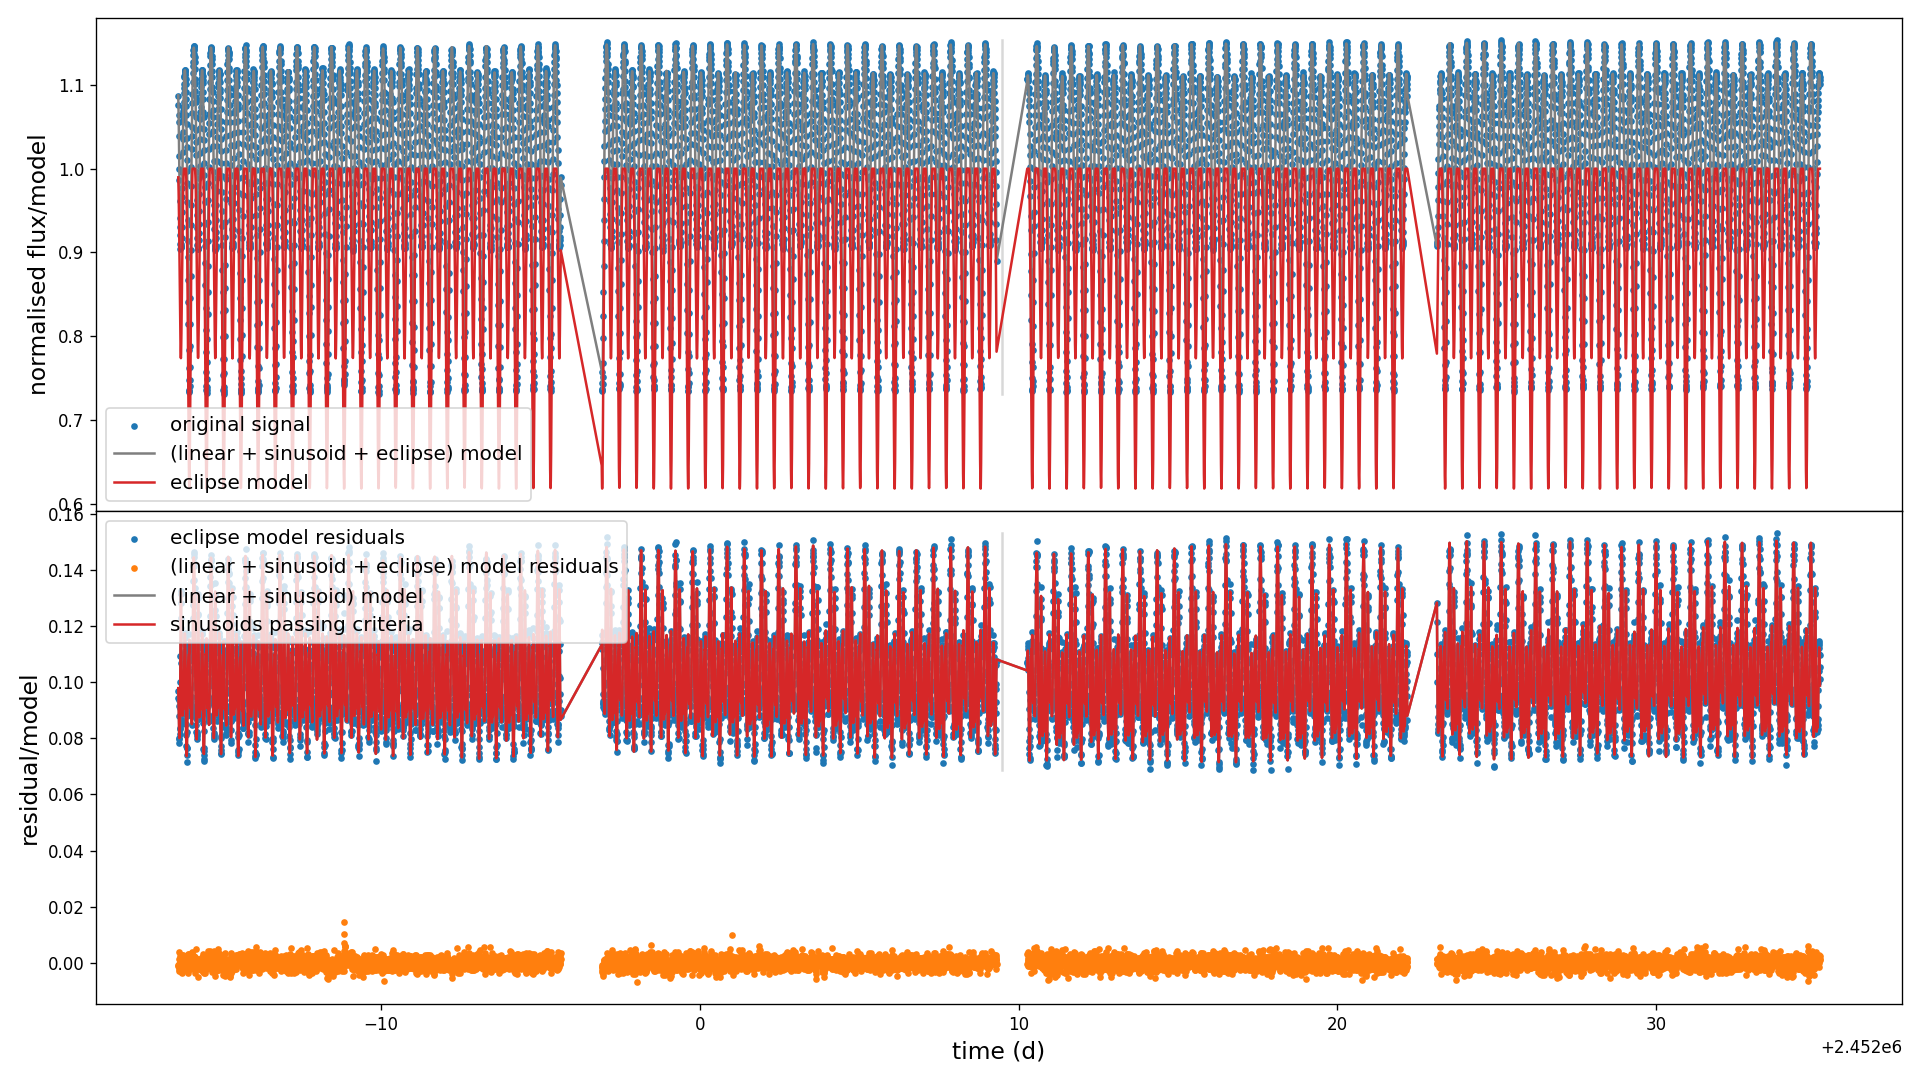 normalised flux/model
1.1
1.0
0.9
0.8
0.7
0.6
original signal
(linear + sinusoid + eclipse) model
eclipse model
residual/model
0.16
0.14
0.12
0.10
0.08
0.06
0.04
0.02
0.00
eclipse model residuals
(linear + sinusoid + eclipse) model residuals
(linear + sinusoid) model
sinusoids passing criteria
−10
0
10
20
30
time (d)
+2.452e6